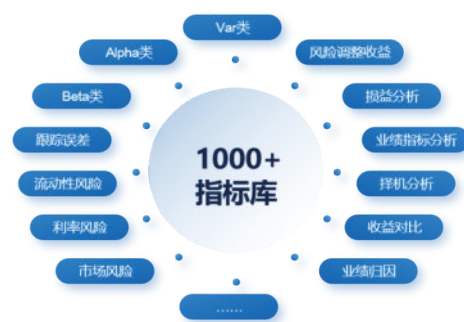 Var类
Alpha类
风险调整收益
Beta类
损益分析
跟踪误差
业绩指标分析
1000+
指标库
流动性风险
择机分析
利率风险
收益对比
市场风险
业绩归因
......